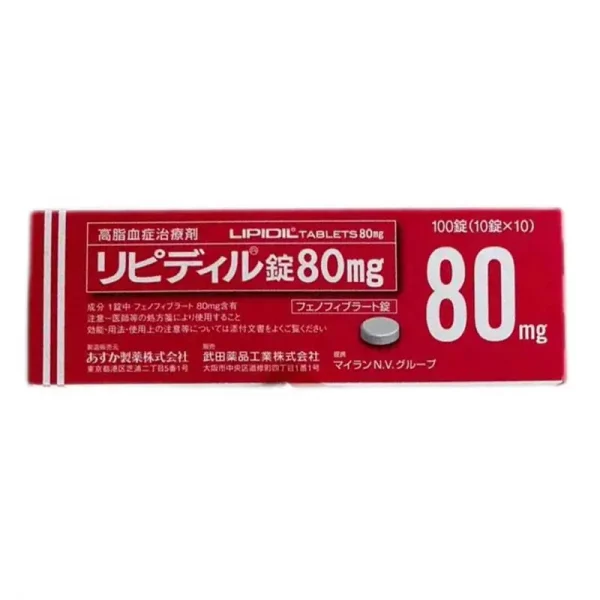 高脂血症治療剤
LIPIDIL® TABLETS 80mg
リピディル®錠80mg
成分 1錠中 フェノフィブラート 80mg含有
注意-医師等の処方箋により使用すること
効能・用法・使用上の注意等については添付文書をよくご覧ください
フェノフィブラート錠
製造販売元
あすか製薬株式会社
東京都港区芝浦二丁目5番1号
販売
武田薬品工業株式会社
大阪市中央区道修町四丁目1番1号
提携
マイランN.V.グループ
100錠(10錠×10)
80mg